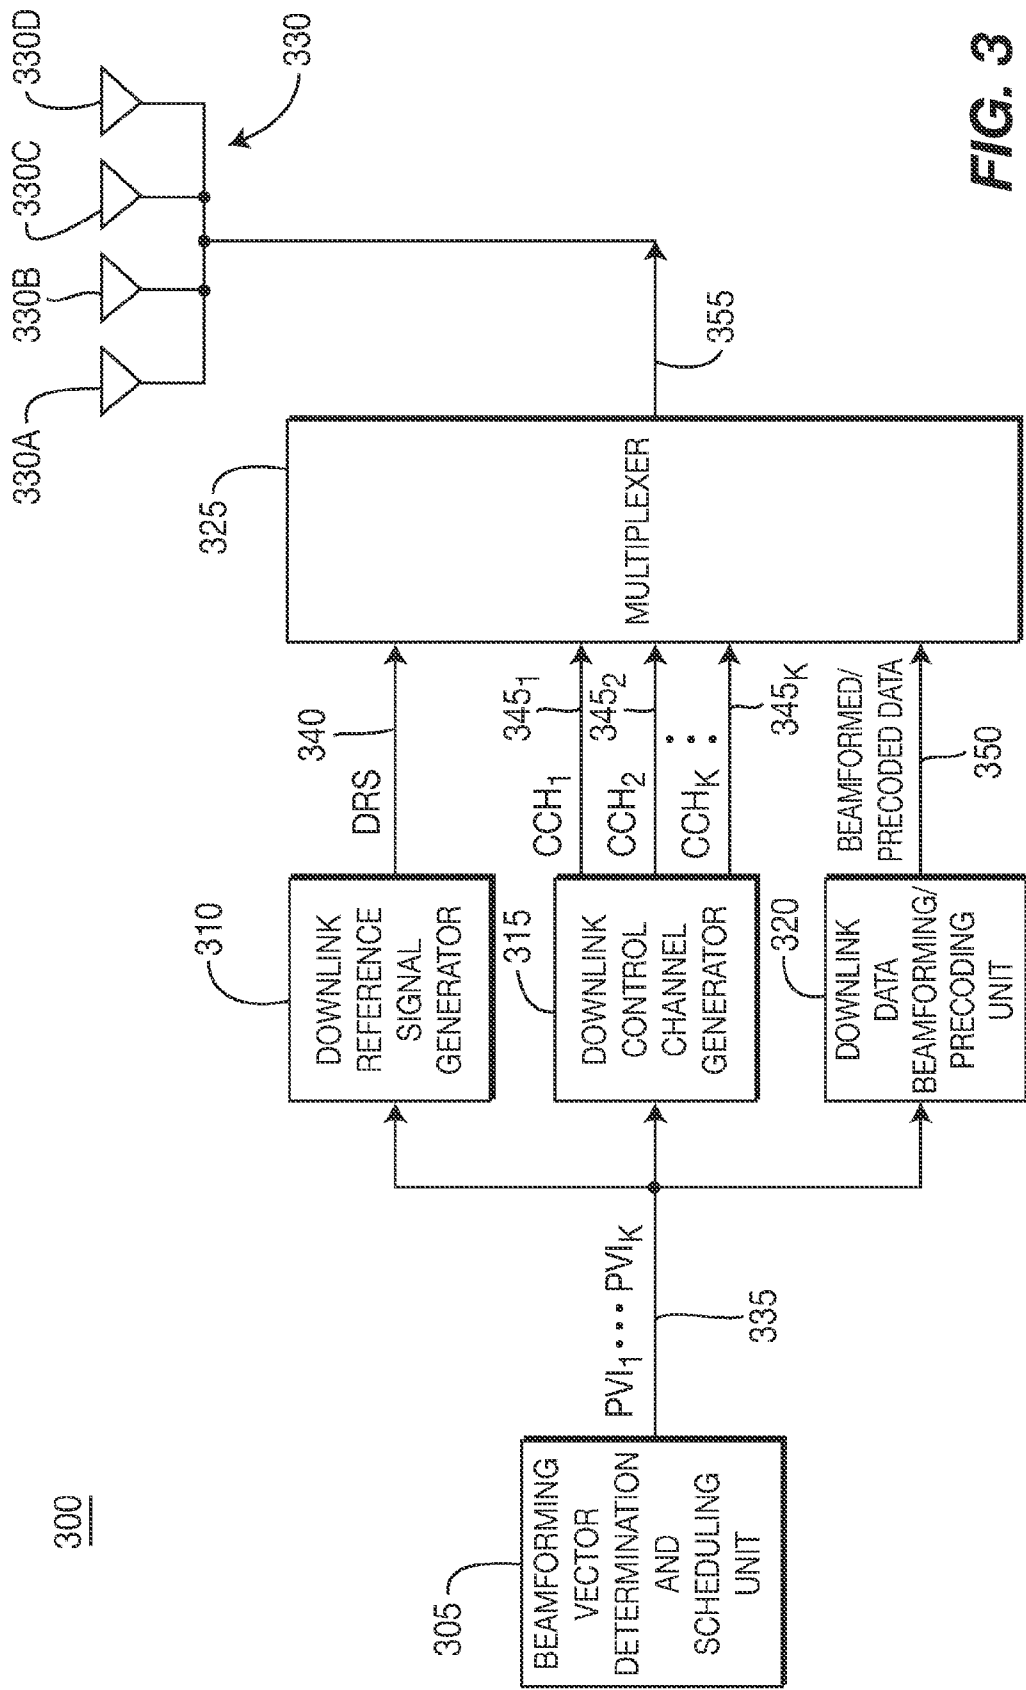 300
305
BEAMFORMING
VECTOR
DETERMINATION
AND
SCHEDULING
UNIT
PVI1 ••• PVIK
335
310
DOWNLINK
REFERENCE
SIGNAL
GENERATOR
315
DOWNLINK
CONTROL
CHANNEL
GENERATOR
320
DOWNLINK
DATA
BEAMFORMING/
PRECODING
UNIT
DRS
340
CCH1
3451
CCH2
3452
•••
CCHK
345K
BEAMFORMED/
PRECODED DATA
350
325
MULTIPLEXER
355
330A
330B
330C
330D
330
FIG. 3